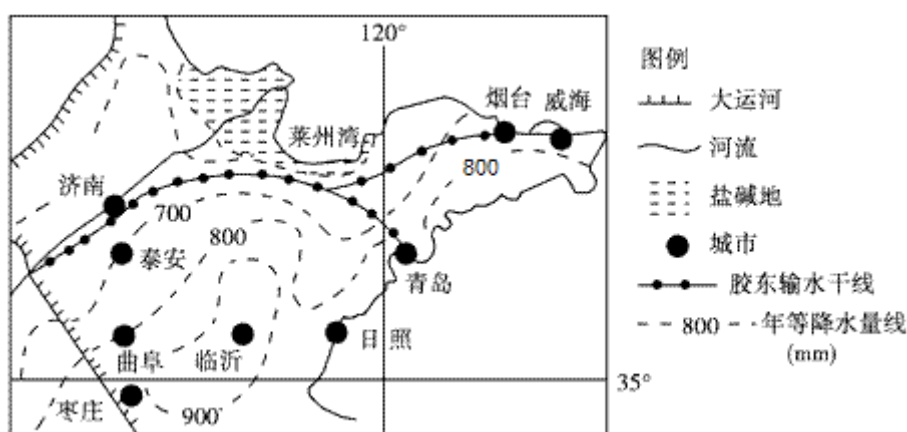 120°
图例
大运河
河流
盐碱地
城市
胶东输水干线
800
年等降水量线
(mm)
烟台
威海
莱州湾
800
济南
700
800
泰安
青岛
曲阜
临沂
日照
35°
枣庄
900